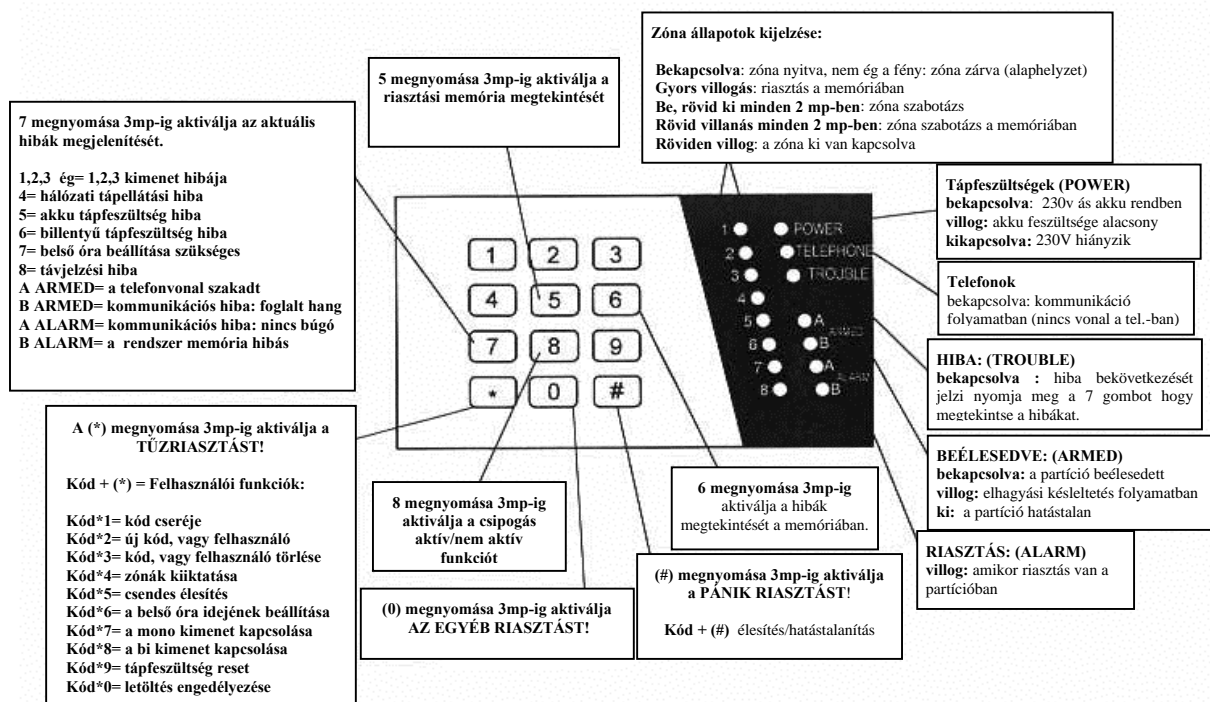 Zóna állapotok kijelzése:
Bekapcsolva: zóna nyitva, nem ég a fény: zóna zárva (alaphelyzet)
Gyors villogás: riasztás a memóriában
Be, rövid ki minden 2 mp-ben: zóna szabotázs
Rövid villanás minden 2 mp-ben: zóna szabotázs a memóriában
Röviden villog: a zóna ki van kapcsolva
5 megnyomása 3mp-ig aktiválja a
riasztási memória megtekintését
7 megnyomása 3mp-ig aktiválja az aktuális
hibák megjelenítését.
1,2,3 ég= 1,2,3 kimenet hibája
4= hálózati tápellátási hiba
5= akku tápfeszültség hiba
6= billentyű tápfeszültség hiba
7= belső óra beállítása szükséges
8= távjelzési hiba
A ARMED= a telefonvonal szakadt
B ARMED= kommunikációs hiba: foglalt hang
A ALARM= kommunikációs hiba: nincs búgó
B ALARM= a rendszer memória hibás
1 2 3
4 5 6
7 8 9
* 0 #
1 POWER
2 TELEPHONE
3 TROUBLE
4
5 A
ARMED
6 B
7 A
ALARM
8 B
Tápfeszültségek (POWER)
bekapcsolva: 230v ás akku rendben
villog: akku feszültsége alacsony
kikapcsolva: 230V hiányzik
Telefonok
bekapcsolva: kommunikáció
folyamatban (nincs vonal a tel.-ban)
HIBA: (TROUBLE)
bekapcsolva : hiba bekövetkezését
jelzi nyomja meg a 7 gombot hogy
megtekintse a hibákat.
BEÉLESEDVE: (ARMED)
bekapcsolva: a partíció beélesedett
villog: elhagyási késleltetés folyamatban
ki: a partíció hatástalan
RIASZTÁS: (ALARM)
villog: amikor riasztás van a
partícióban
A (*) megnyomása 3mp-ig aktiválja a
TŰZRIASZTÁST!
Kód + (*) = Felhasználói funkciók:
Kód*1= kód cseréje
Kód*2= új kód, vagy felhasználó
Kód*3= kód, vagy felhasználó törlése
Kód*4= zónák kiiktatása
Kód*5= csendes élesítés
Kód*6= a belső óra idejének beállítása
Kód*7= a mono kimenet kapcsolása
Kód*8= a bi kimenet kapcsolása
Kód*9= tápfeszültség reset
Kód*0= letöltés engedélyezése
8 megnyomása 3mp-ig
aktiválja a csipogás
aktív/nem aktív
funkciót
6 megnyomása 3mp-ig
aktiválja a hibák
megtekintését a memóriában.
(0) megnyomása 3mp-ig aktiválja
AZ EGYÉB RIASZTÁST!
(#) megnyomása 3mp-ig aktiválja
a PÁNIK RIASZTÁST!
Kód + (#) élesítés/hatástalanítás